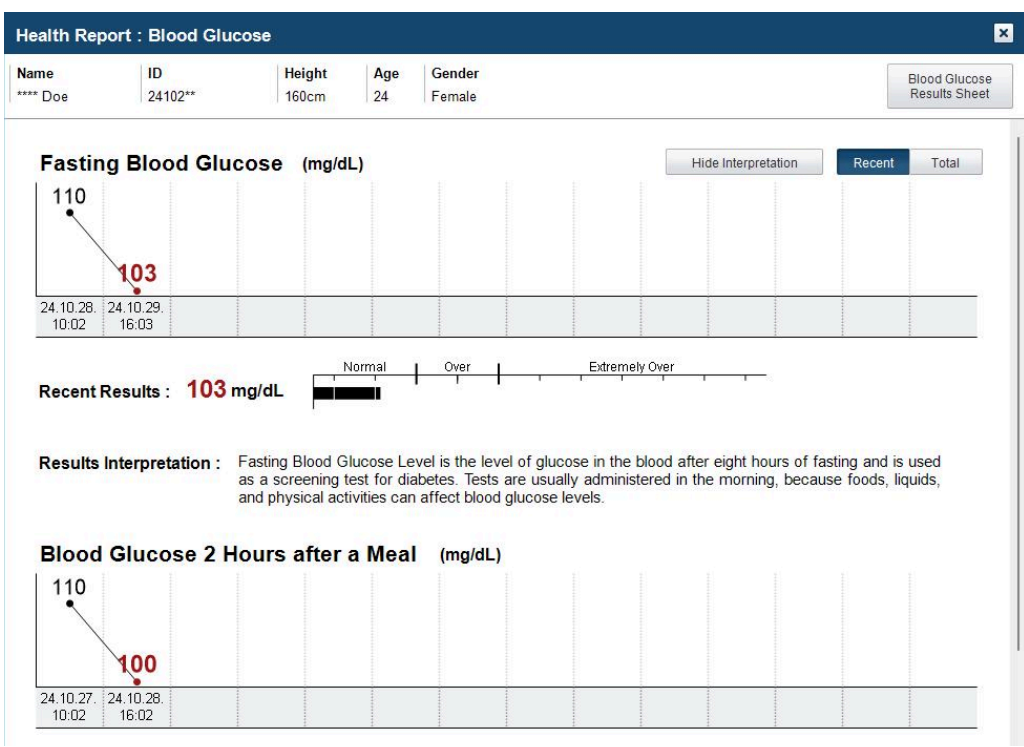 Health Report : Blood Glucose
Name ID Height Age Gender
**** Doe 24102** 160cm 24 Female
Blood Glucose
Results Sheet
Fasting Blood Glucose (mg/dL)
Hide Interpretation Recent Total
110
103
24.10.28. 24.10.29.
10:02 16:03
Normal Over Extremely Over
Recent Results : 103 mg/dL
Results Interpretation : Fasting Blood Glucose Level is the level of glucose in the blood after eight hours of fasting and is used
as a screening test for diabetes. Tests are usually administered in the morning, because foods, liquids,
and physical activities can affect blood glucose levels.
Blood Glucose 2 Hours after a Meal (mg/dL)
110
100
24.10.27. 24.10.28.
10:02 16:02